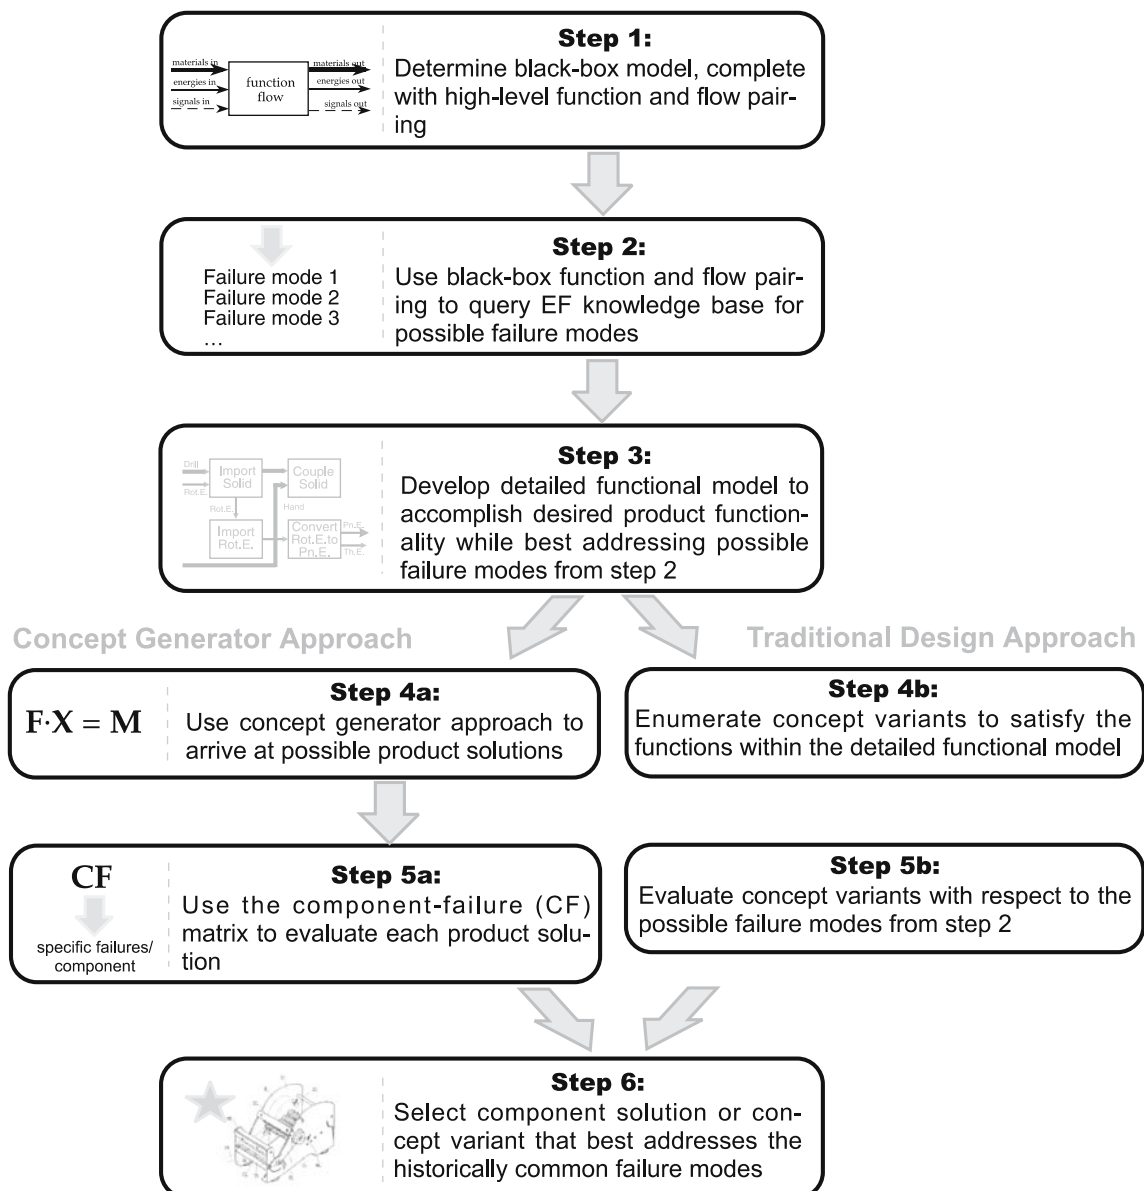 Step 1:
materials in
energies in
signals in
function
flow
materials out
energies out
signals out
Determine black-box model, complete
with high-level function and flow pair-
ing
Step 2:
Failure mode 1
Failure mode 2
Failure mode 3
...
Use black-box function and flow pair-
ing to query EF knowledge base for
possible failure modes
Step 3:
Drill
Rot.E.
Import
Solid
Couple
Solid
Rot.E.
Hand
Import
Rot.E.
Convert
Rot.E.to
Pn.E.
Pn.E.
Th.E.
Develop detailed functional model to
accomplish desired product function-
ality while best addressing possible
failure modes from step 2
Concept Generator Approach
Traditional Design Approach
Step 4a:
F·X = M
Use concept generator approach to
arrive at possible product solutions
Step 4b:
Enumerate concept variants to satisfy the
functions within the detailed functional model
Step 5a:
CF
specific failures/
component
Use the component-failure (CF)
matrix to evaluate each product solu-
tion
Step 5b:
Evaluate concept variants with respect to the
possible failure modes from step 2
Step 6:
Select component solution or con-
cept variant that best addresses the
historically common failure modes